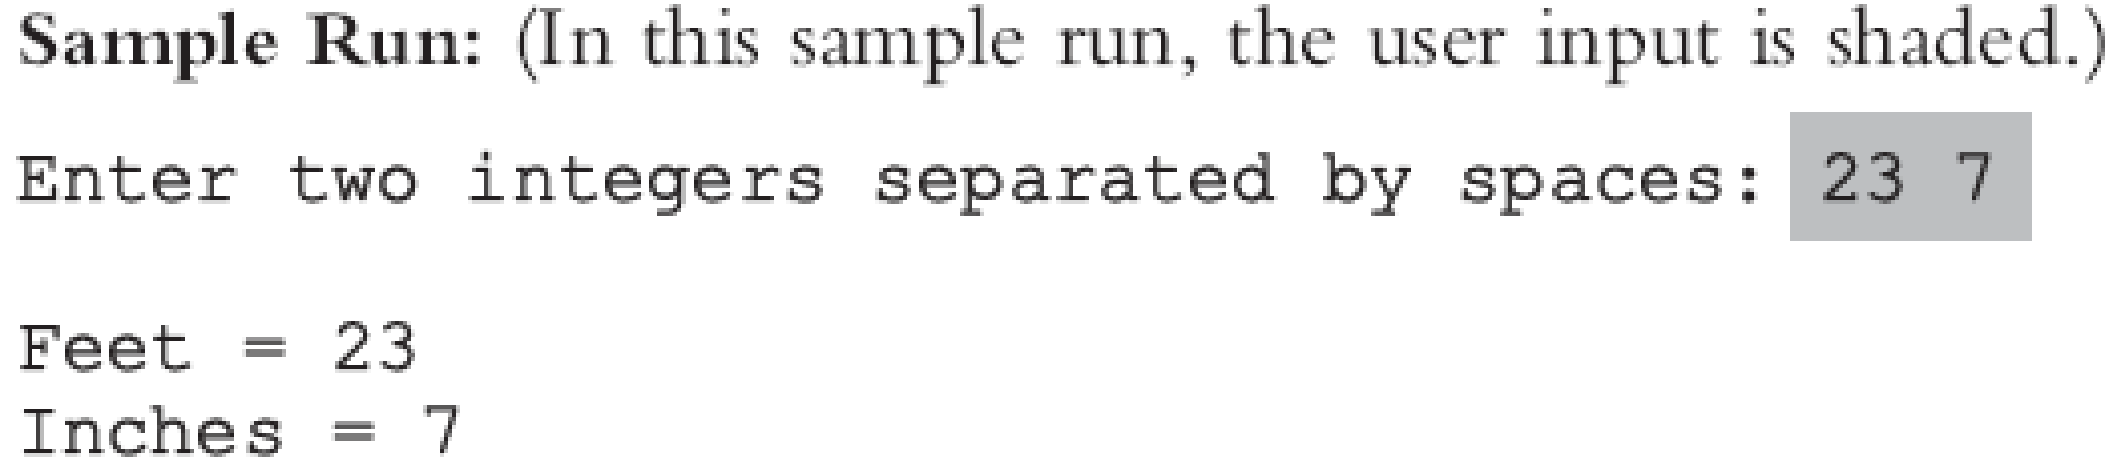 Sample Run: (In this sample run, the user input is shaded.)
Enter two integers separated by spaces: 23 7
Feet = 23
Inches = 7